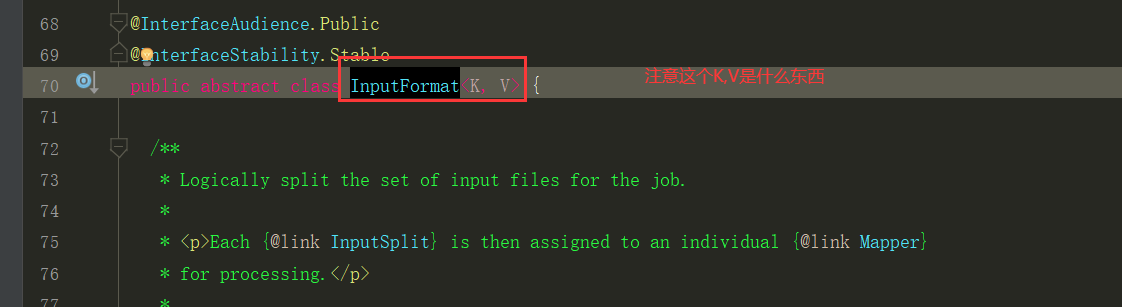 68 @InterfaceAudience.Public
69 @InterfaceStability.Stable
70 public abstract class InputFormat<K, V> { 注意这个K,V是什么东西
71
72 /**
73 * Logically split the set of input files for the job.
74 *
75 * <p>Each {@link InputSplit} is then assigned to an individual {@link Mapper}
76 * for processing.</p>
77 *